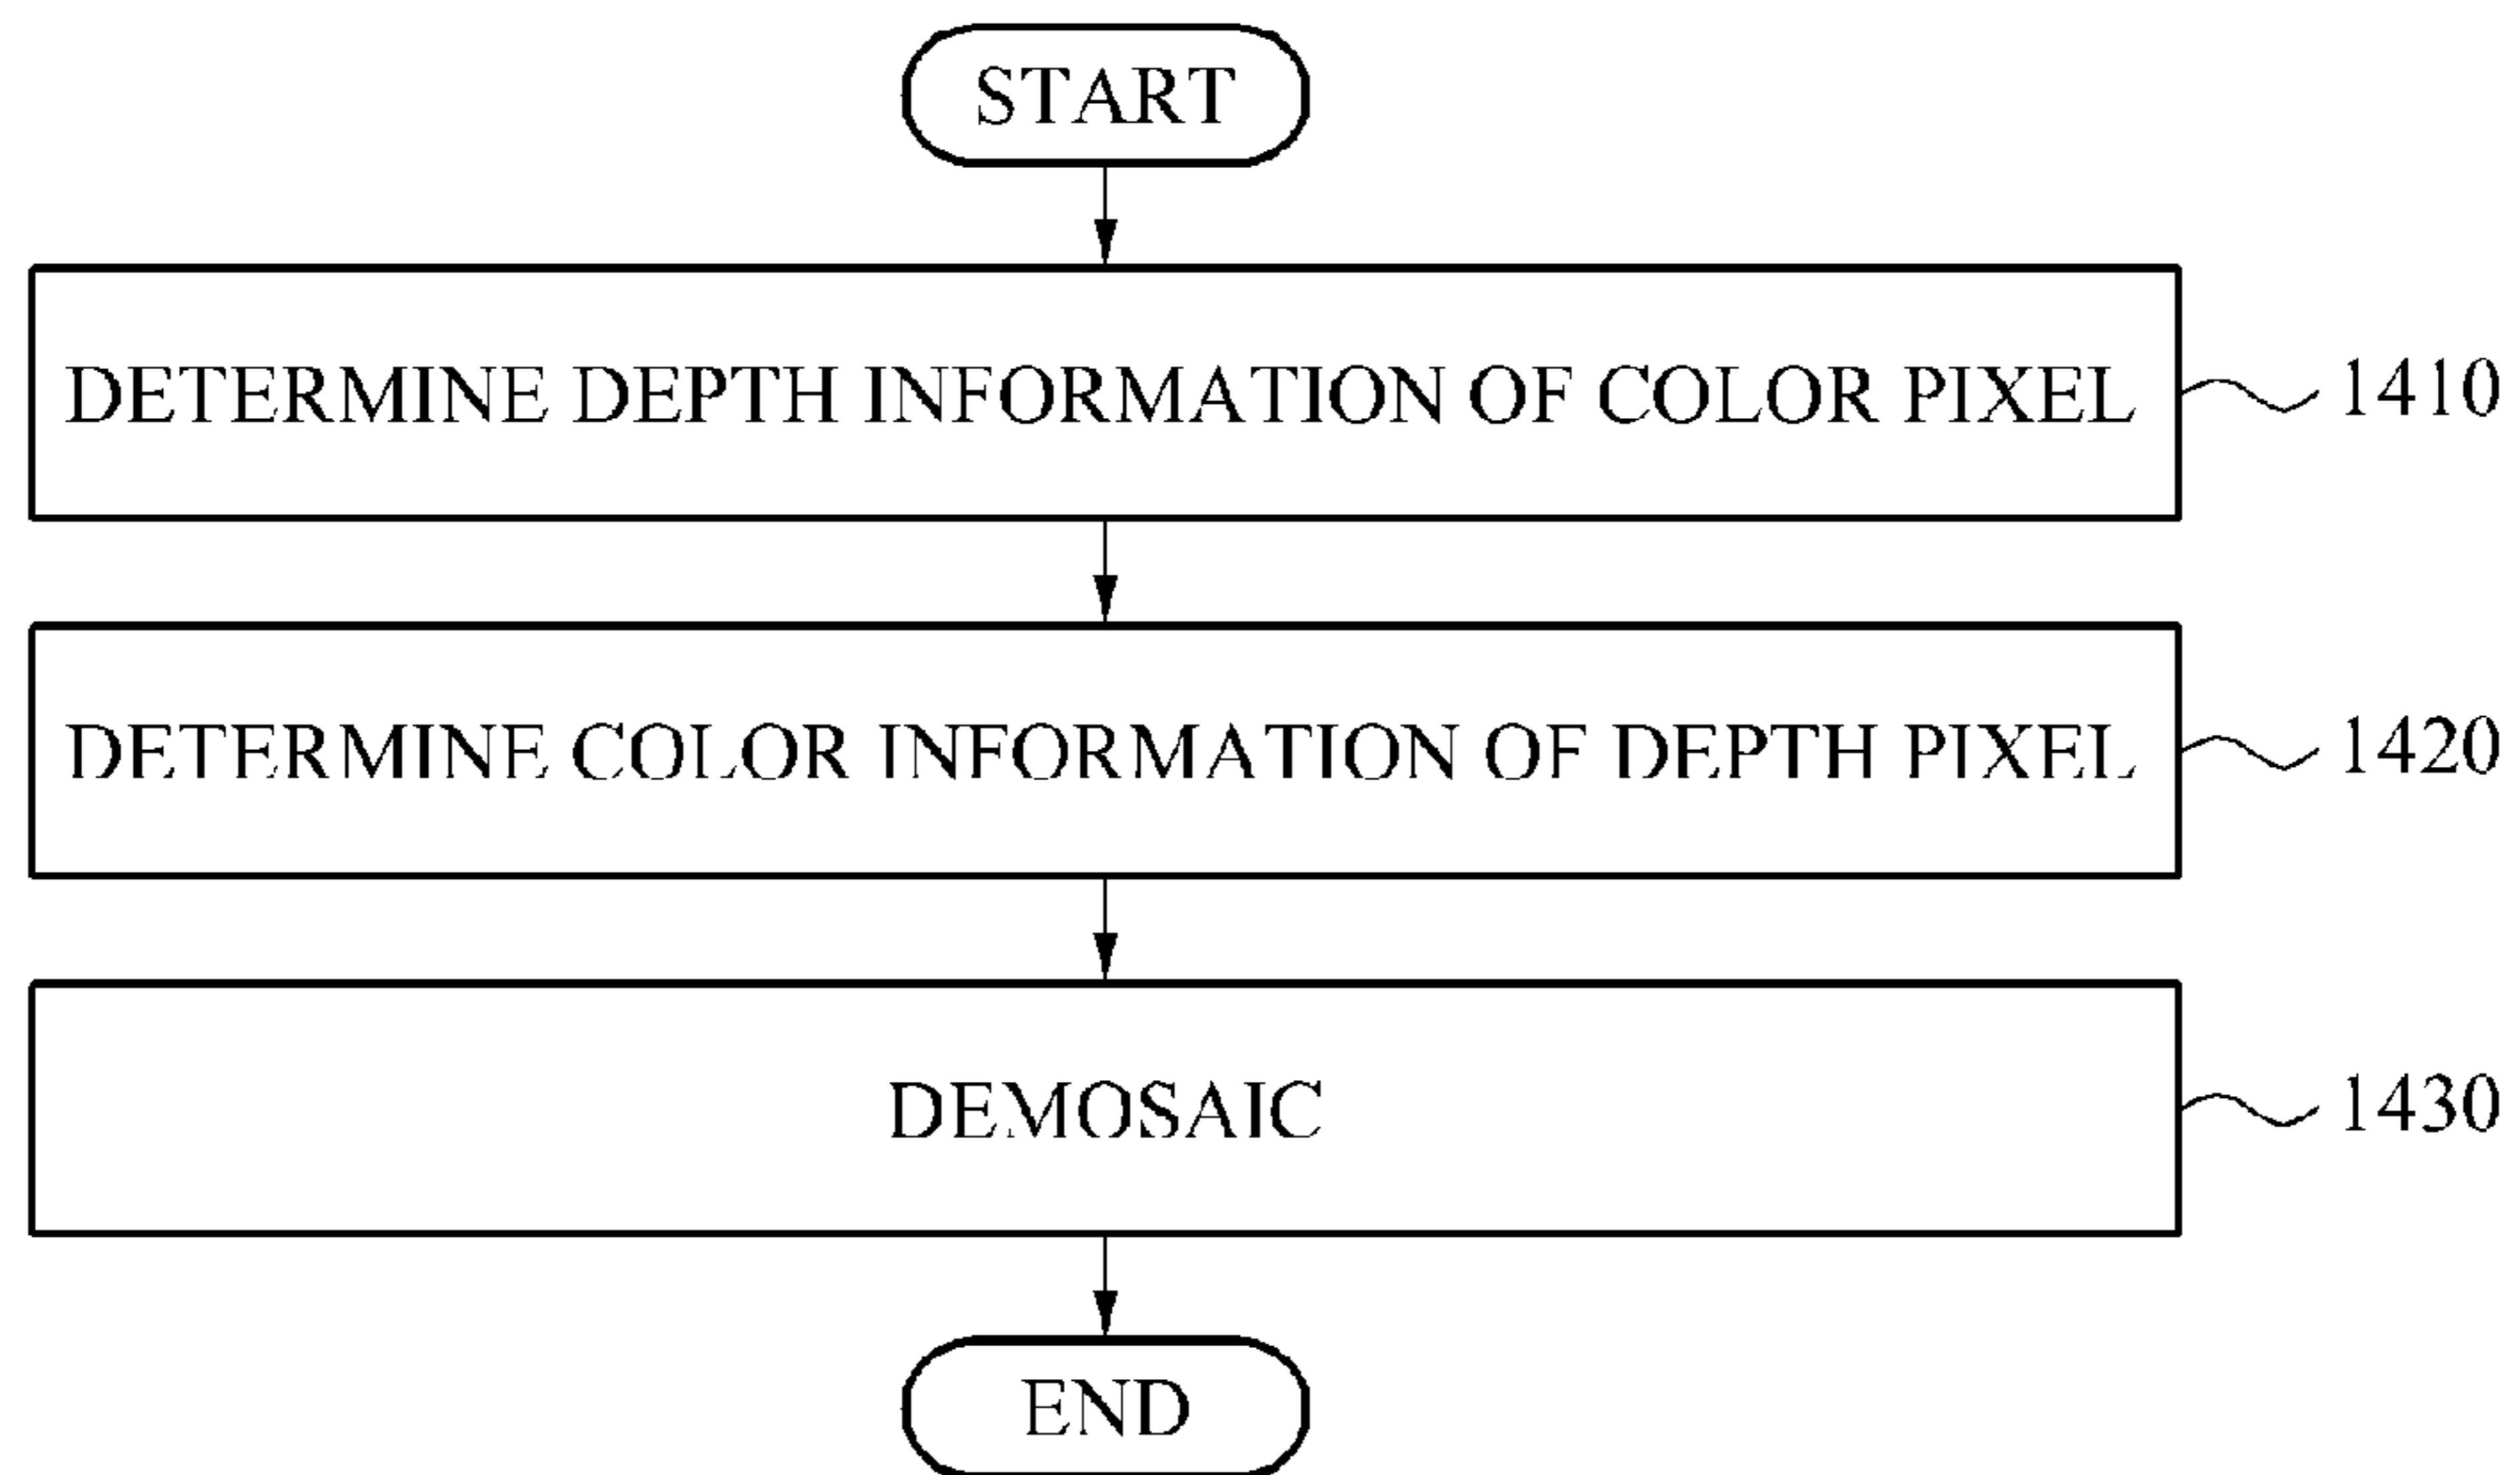 START
DETERMINE DEPTH INFORMATION OF COLOR PIXEL
1410
DETERMINE COLOR INFORMATION OF DEPTH PIXEL
1420
DEMOSAIC
1430
END